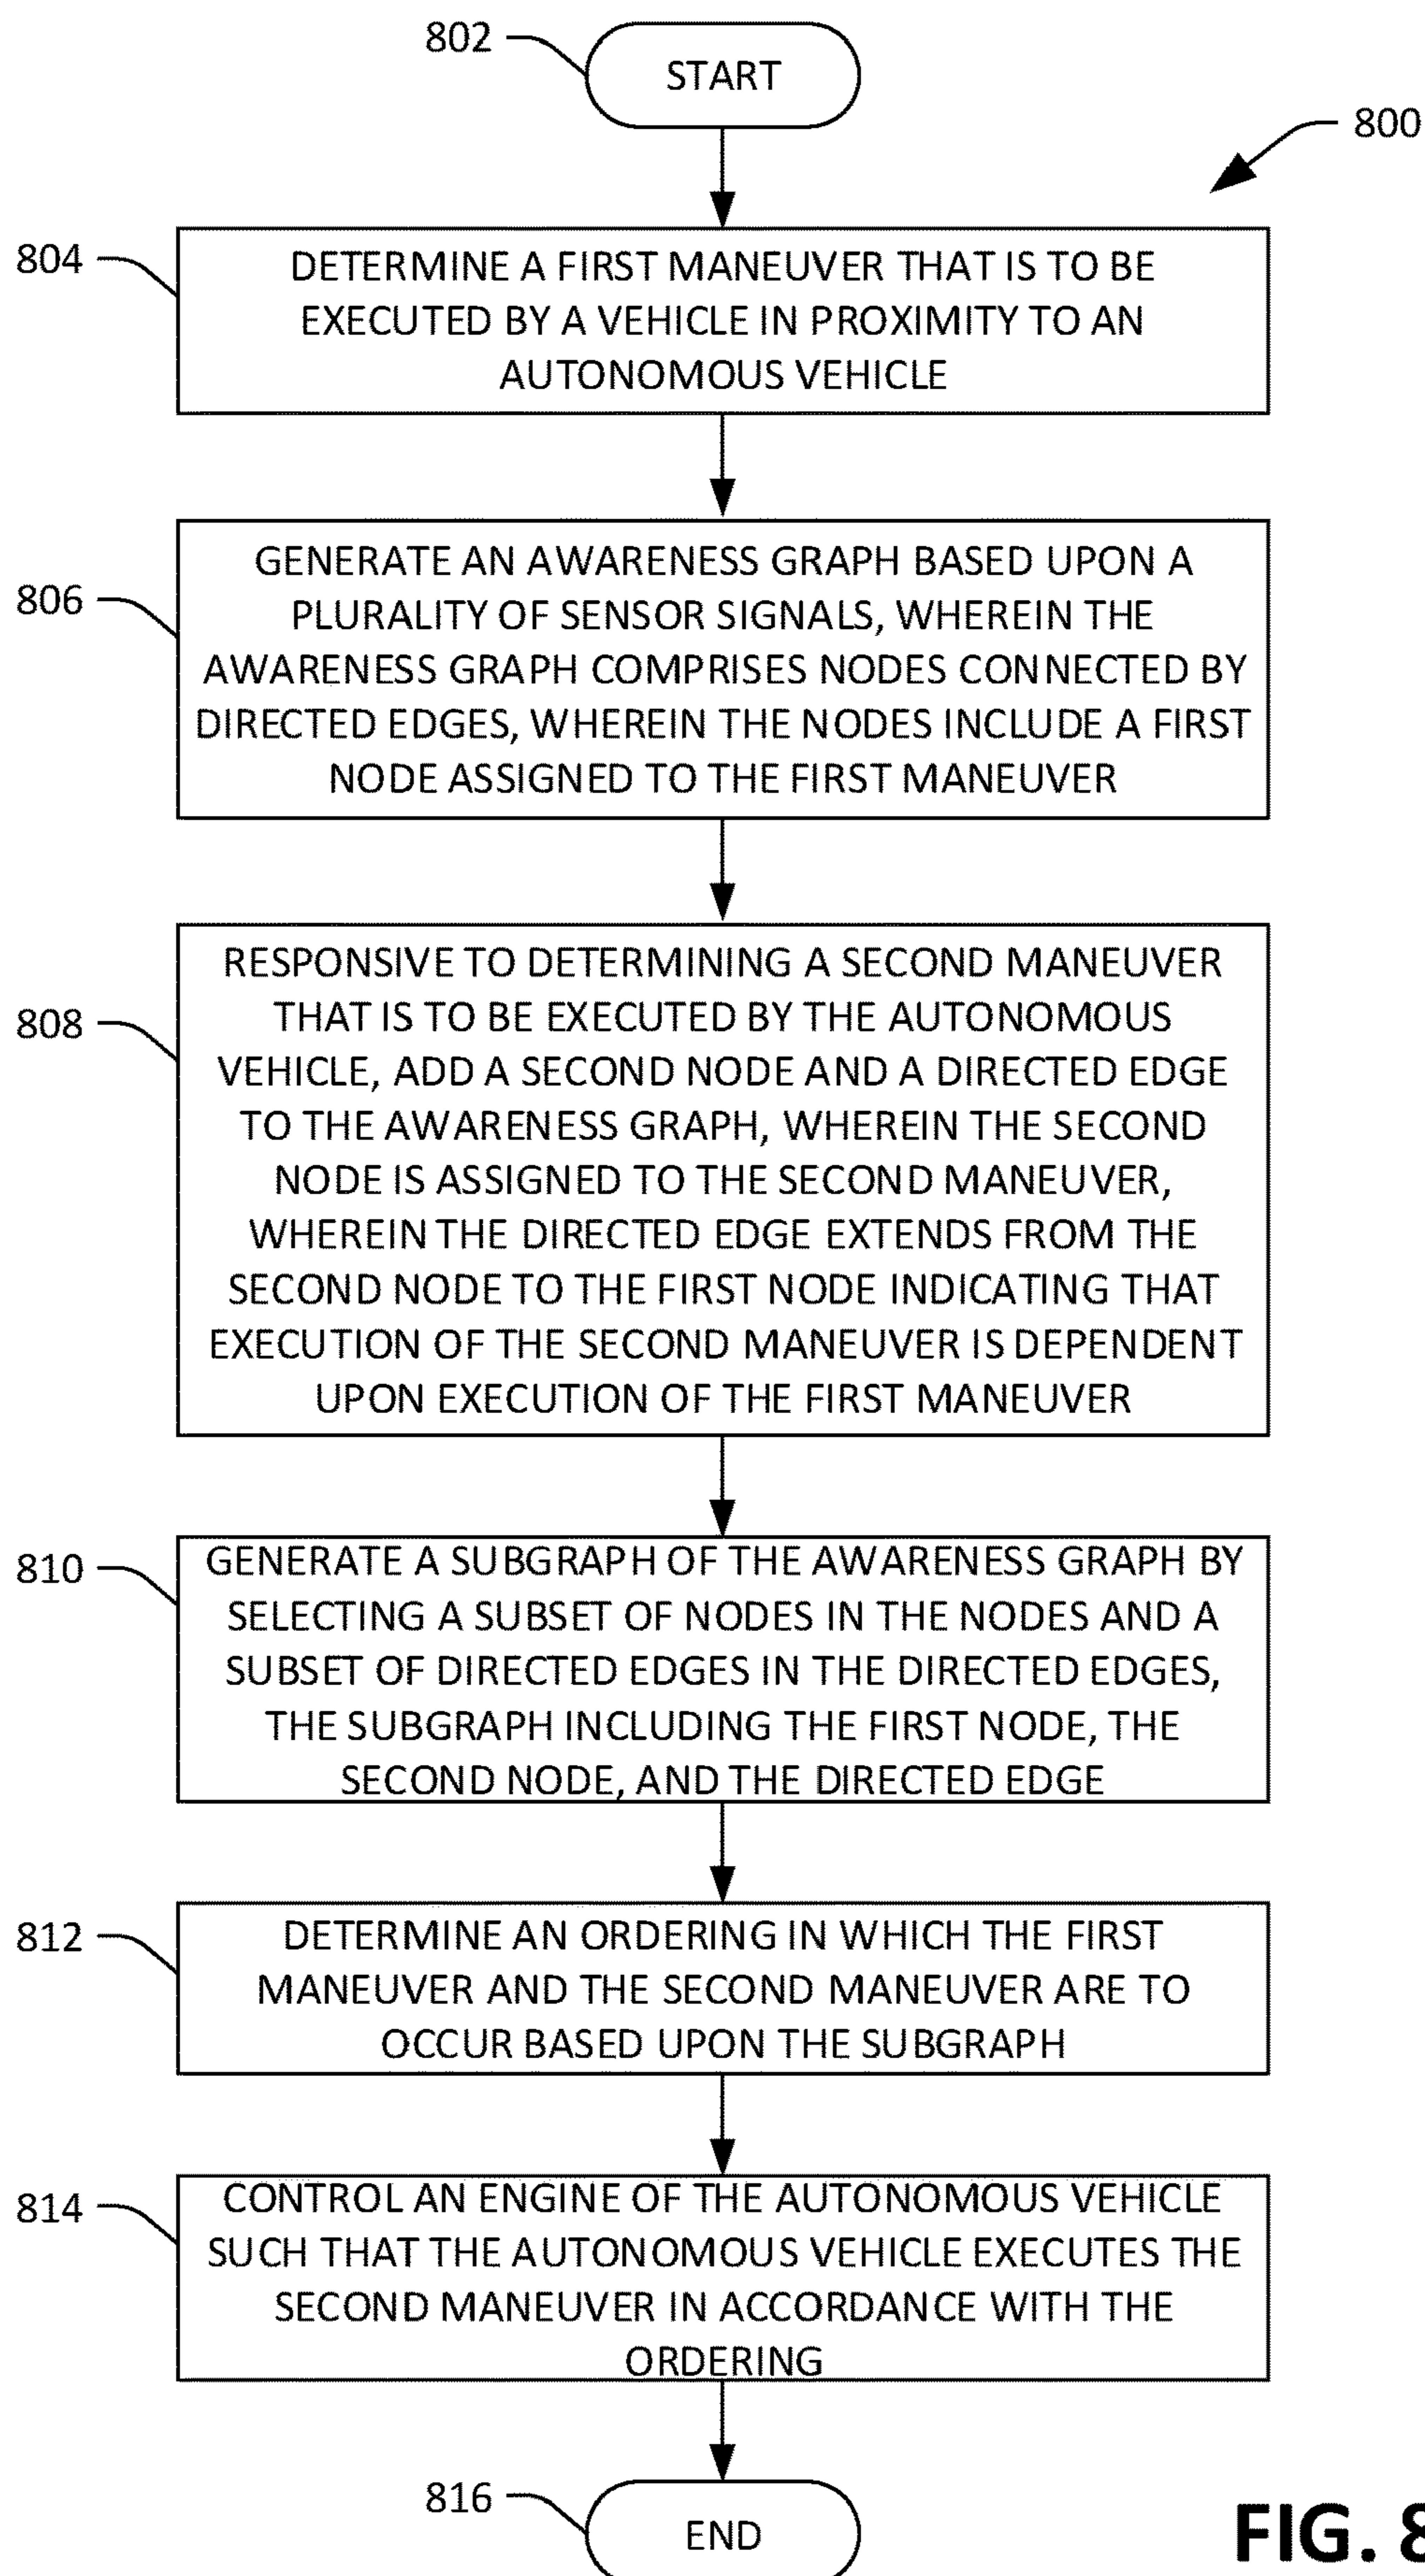 802
START
800
804
DETERMINE A FIRST MANEUVER THAT IS TO BE
EXECUTED BY A VEHICLE IN PROXIMITY TO AN
AUTONOMOUS VEHICLE
806
GENERATE AN AWARENESS GRAPH BASED UPON A
PLURALITY OF SENSOR SIGNALS, WHEREIN THE
AWARENESS GRAPH COMPRISES NODES CONNECTED BY
DIRECTED EDGES, WHEREIN THE NODES INCLUDE A FIRST
NODE ASSIGNED TO THE FIRST MANEUVER
808
RESPONSIVE TO DETERMINING A SECOND MANEUVER
THAT IS TO BE EXECUTED BY THE AUTONOMOUS
VEHICLE, ADD A SECOND NODE AND A DIRECTED EDGE
TO THE AWARENESS GRAPH, WHEREIN THE SECOND
NODE IS ASSIGNED TO THE SECOND MANEUVER,
WHEREIN THE DIRECTED EDGE EXTENDS FROM THE
SECOND NODE TO THE FIRST NODE INDICATING THAT
EXECUTION OF THE SECOND MANEUVER IS DEPENDENT
UPON EXECUTION OF THE FIRST MANEUVER
810
GENERATE A SUBGRAPH OF THE AWARENESS GRAPH BY
SELECTING A SUBSET OF NODES IN THE NODES AND A
SUBSET OF DIRECTED EDGES IN THE DIRECTED EDGES,
THE SUBGRAPH INCLUDING THE FIRST NODE, THE
SECOND NODE, AND THE DIRECTED EDGE
812
DETERMINE AN ORDERING IN WHICH THE FIRST
MANEUVER AND THE SECOND MANEUVER ARE TO
OCCUR BASED UPON THE SUBGRAPH
814
CONTROL AN ENGINE OF THE AUTONOMOUS VEHICLE
SUCH THAT THE AUTONOMOUS VEHICLE EXECUTES THE
SECOND MANEUVER IN ACCORDANCE WITH THE
ORDERING
816
END
FIG. 8